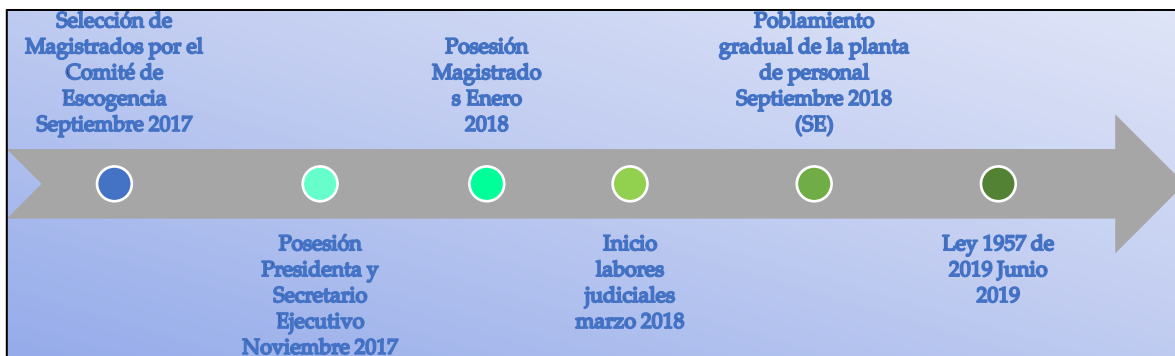 Selección de
Magistrados por el
Comité de
Escogencia
Septiembre 2017
Posesión
Presidenta y
Secretario
Ejecutivo
Noviembre 2017
Posesión
Magistrado
s Enero
2018
Inicio
labores
judiciales
marzo 2018
Poblamiento
gradual de la planta
de personal
Septiembre 2018
(SE)
Ley 1957 de
2019 Junio
2019